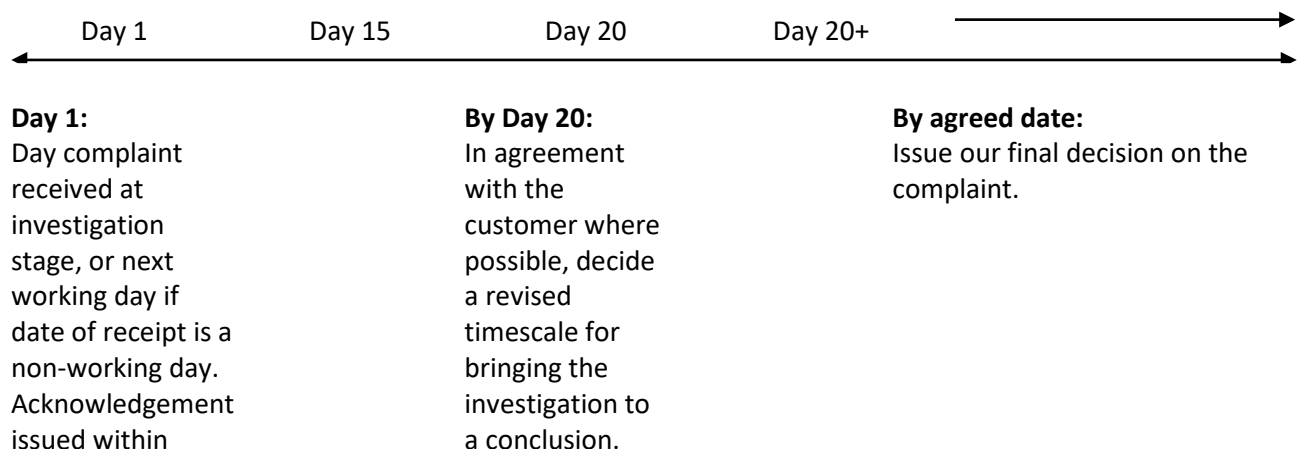 Day 1 Day 15 Day 20 Day 20+
Day 1:
Day complaint
received at
investigation
stage, or next
working day if
date of receipt is a
non-working day.
Acknowledgement
issued within
By Day 20:
In agreement
with the
customer where
possible, decide
a revised
timescale for
bringing the
investigation to
a conclusion.
By agreed date:
Issue our final decision on the
complaint.